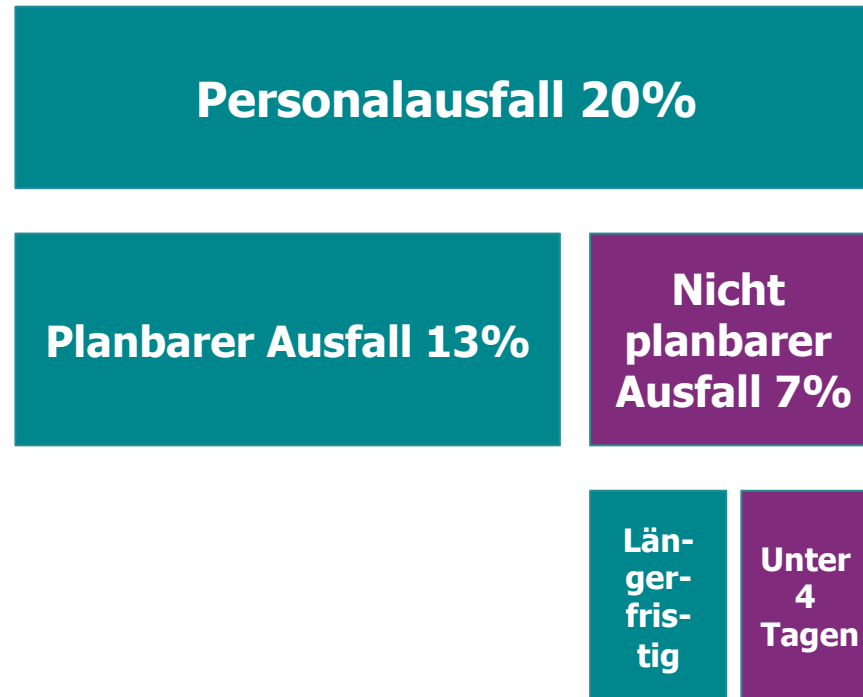 Personalausfall 20%
Planbarer Ausfall 13%
Nicht
planbarer
Ausfall 7%
Län-
ger-
fris-
tig
Unter
4
Tagen